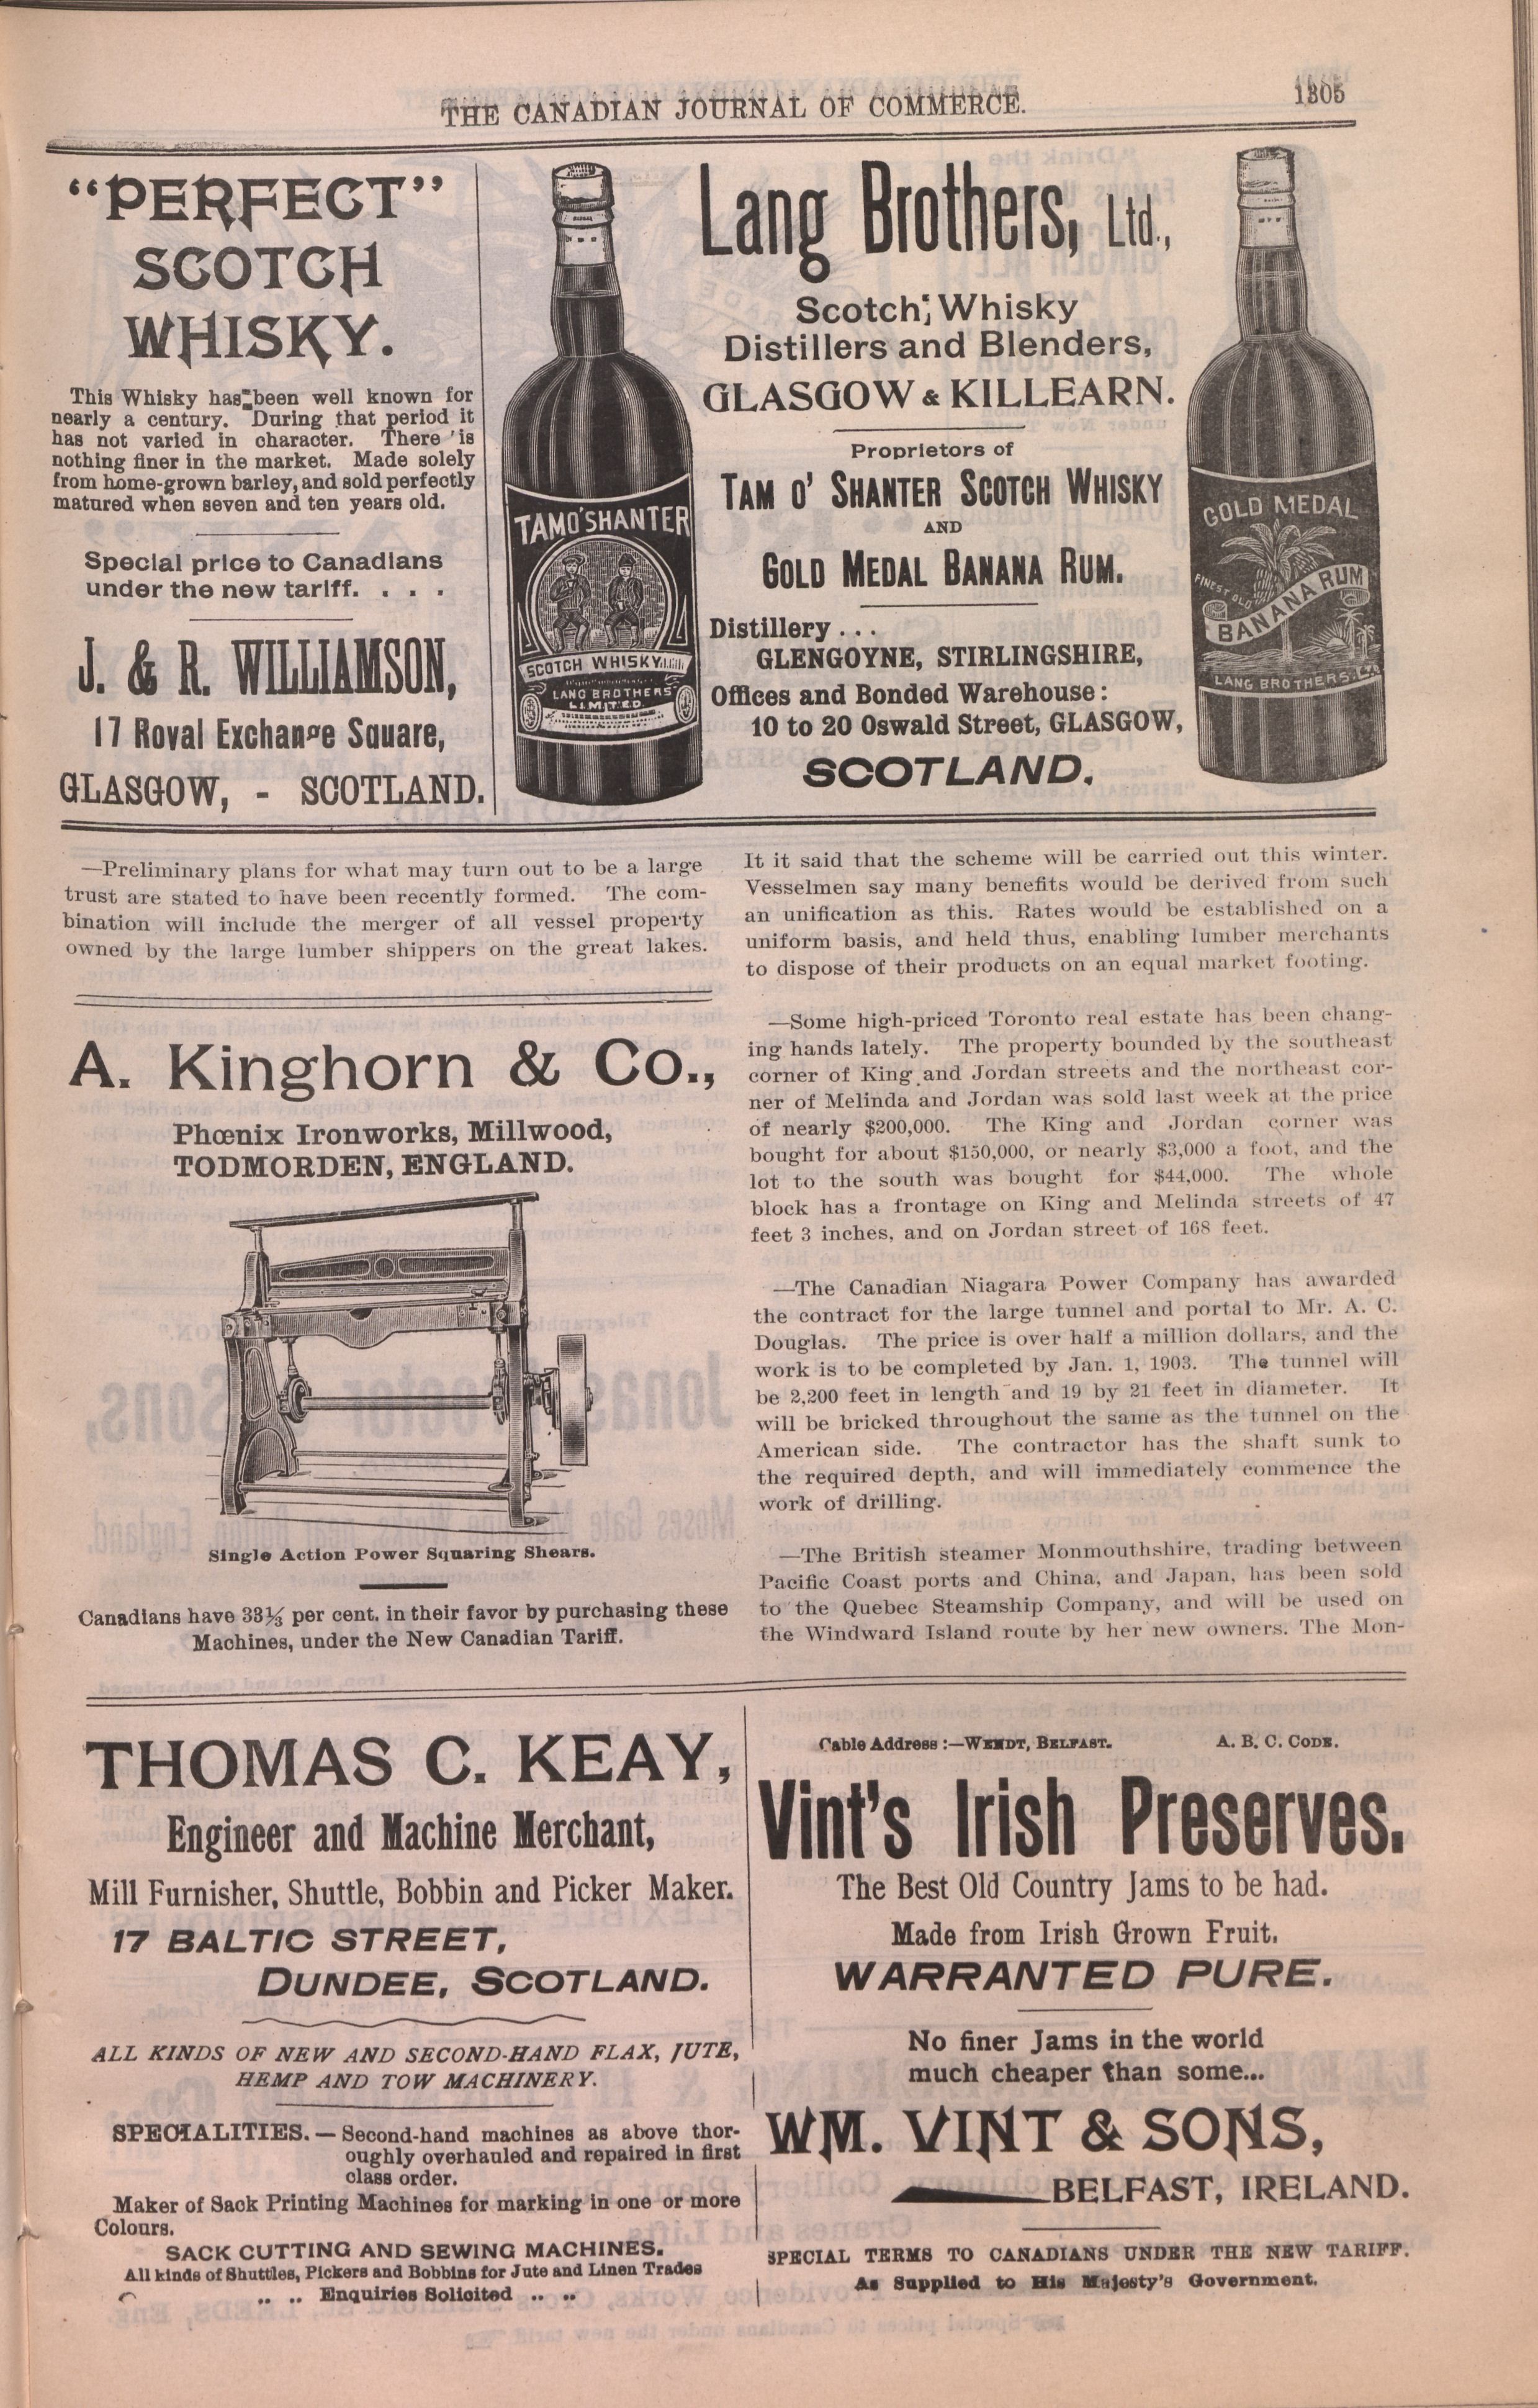 THE CANADIAN JOURNAL OF COMMERCE.
1305
"PERFECT"
SCOTCH
WHISKY.
This Whisky has been well known for
nearly a century. During that period it
has not varied in character. There is
nothing finer in the market. Made solely
from home-grown barley, and sold perfectly
matured when seven and ten years old.
Special price to Canadians
under the new tariff. . . .
J. & R. WILLIAMSON,
17 Royal Exchange Square,
GLASGOW, - SCOTLAND.
TAM O'SHANTER
SCOTCH WHISKY
LANG BROTHERS
LIMITED.
Lang Brothers, Ltd.,
Scotch; Whisky
Distillers and Blenders,
GLASGOW & KILLEARN.
Proprietors of
TAM O' SHANTER SCOTCH WHISKY
AND
GOLD MEDAL BANANA RUM.
Distillery . . .
GLENGOYNE, STIRLINGSHIRE,
Offices and Bonded Warehouse:
10 to 20 Oswald Street, GLASGOW,
SCOTLAND.
GOLD MEDAL
FINEST OLD
BANANA RUM
LANG BROTHERS. LTD.
—Preliminary plans for what may turn out to be a large
trust are stated to have been recently formed. The com-
bination will include the merger of all vessel property
owned by the large lumber shippers on the great lakes.
It it said that the scheme will be carried out this winter.
Vesselmen say many benefits would be derived from such
an unification as this. Rates would be established on a
uniform basis, and held thus, enabling lumber merchants
to dispose of their products on an equal market footing.
—Some high-priced Toronto real estate has been chang-
ing hands lately. The property bounded by the southeast
corner of King and Jordan streets and the northeast cor-
ner of Melinda and Jordan was sold last week at the price
of nearly $200,000. The King and Jordan corner was
bought for about $150,000, or nearly $3,000 a foot, and the
lot to the south was bought for $44,000. The whole
block has a frontage on King and Melinda streets of 47
feet 3 inches, and on Jordan street of 168 feet.
—The Canadian Niagara Power Company has awarded
the contract for the large tunnel and portal to Mr. A. C.
Douglas. The price is over half a million dollars, and the
work is to be completed by Jan. 1, 1903. The tunnel will
be 2,200 feet in length and 19 by 21 feet in diameter. It
will be bricked throughout the same as the tunnel on the
American side. The contractor has the shaft sunk to
the required depth, and will immediately commence the
work of drilling.
—The British steamer Monmouthshire, trading between
Pacific Coast ports and China, and Japan, has been sold
to the Quebec Steamship Company, and will be used on
the Windward Island route by her new owners. The Mon-
A. Kinghorn & Co.,
Phœnix Ironworks, Millwood,
TODMORDEN, ENGLAND.
Single Action Power Squaring Shears.
Canadians have 33⅓ per cent. in their favor by purchasing these
Machines, under the New Canadian Tariff.
THOMAS C. KEAY,
Engineer and Machine Merchant,
Mill Furnisher, Shuttle, Bobbin and Picker Maker.
17 BALTIC STREET,
DUNDEE, SCOTLAND.
ALL KINDS OF NEW AND SECOND-HAND FLAX, JUTE,
HEMP AND TOW MACHINERY.
SPECIALITIES.—Second-hand machines as above thor-
oughly overhauled and repaired in first
class order.
Maker of Sack Printing Machines for marking in one or more
Colours.
SACK CUTTING AND SEWING MACHINES.
All kinds of Shuttles, Pickers and Bobbins for Jute and Linen Trades
.. .. Enquiries Solicited .. ..
Cable Address:—WENDT, BELFAST. A. B. C. CODE.
Vint's Irish Preserves.
The Best Old Country Jams to be had.
Made from Irish Grown Fruit.
WARRANTED PURE.
No finer Jams in the world
much cheaper than some...
WM. VINT & SONS,
BELFAST, IRELAND.
SPECIAL TERMS TO CANADIANS UNDER THE NEW TARIFF.
As Supplied to His Majesty's Government.